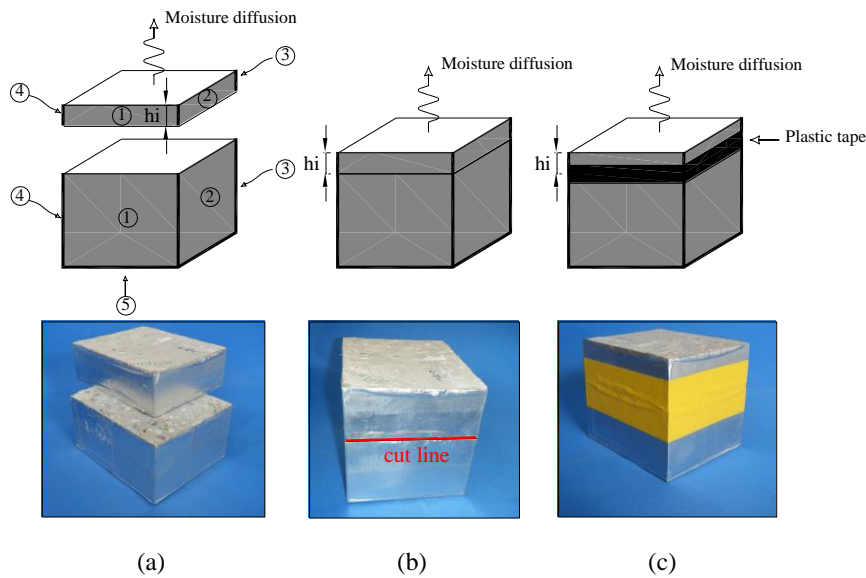 Moisture diffusion
③
④
②
①
hi
Moisture diffusion
Moisture diffusion
Plastic tape
hi
hi
④
③
②
①
⑤
cut line
(a)
(b)
(c)